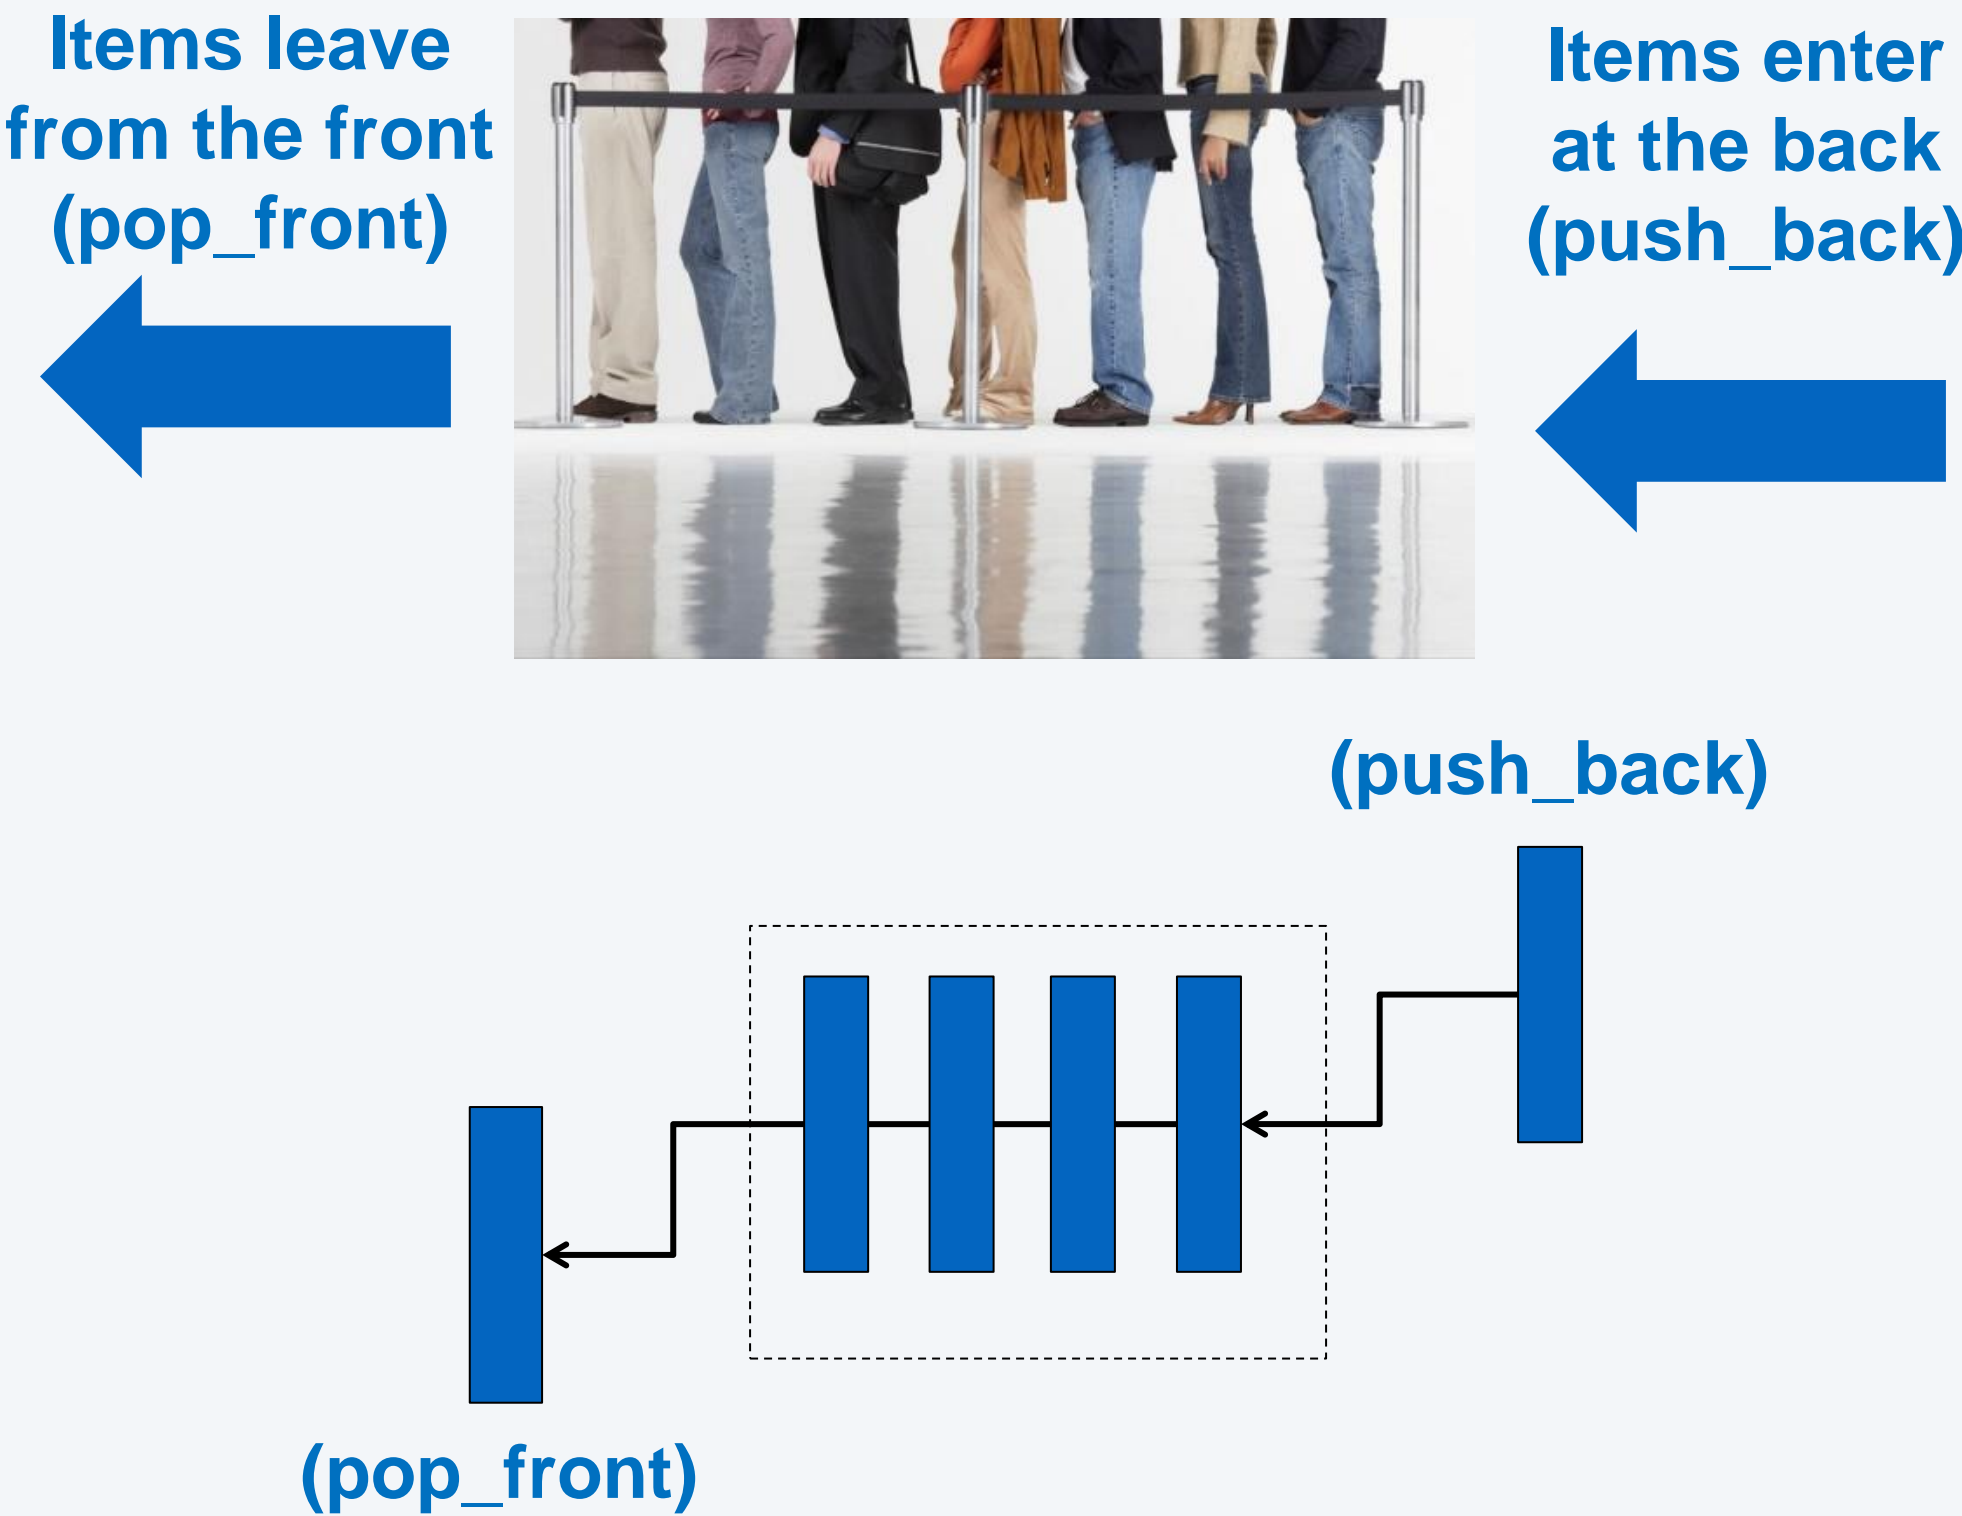 Items leave
from the front
(pop_front)
Items enter
at the back
(push_back)
(push_back)
(pop_front)